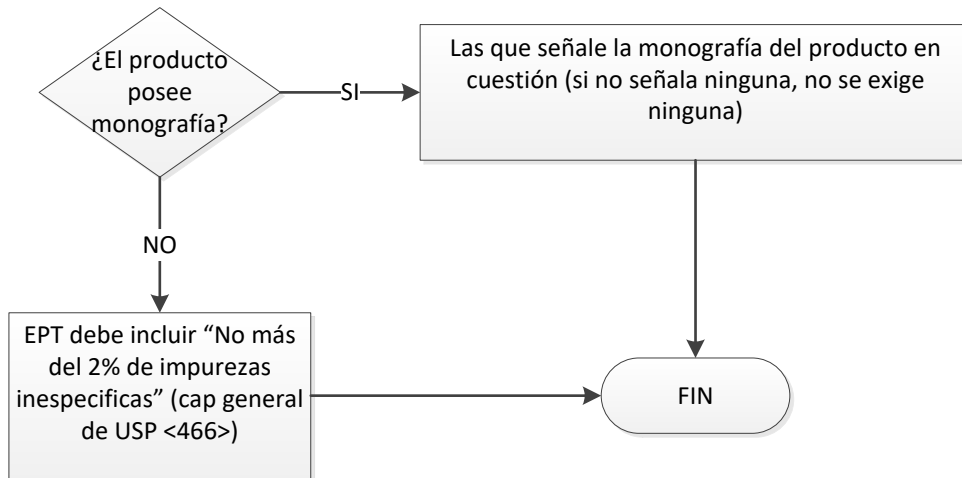 ¿El producto
posee
monografía?
SI
Las que señale la monografía del producto en
cuestión (si no señala ninguna, no se exige
ninguna)
NO
EPT debe incluir “No más
del 2% de impurezas
inespecificas” (cap general
de USP <466>)
FIN